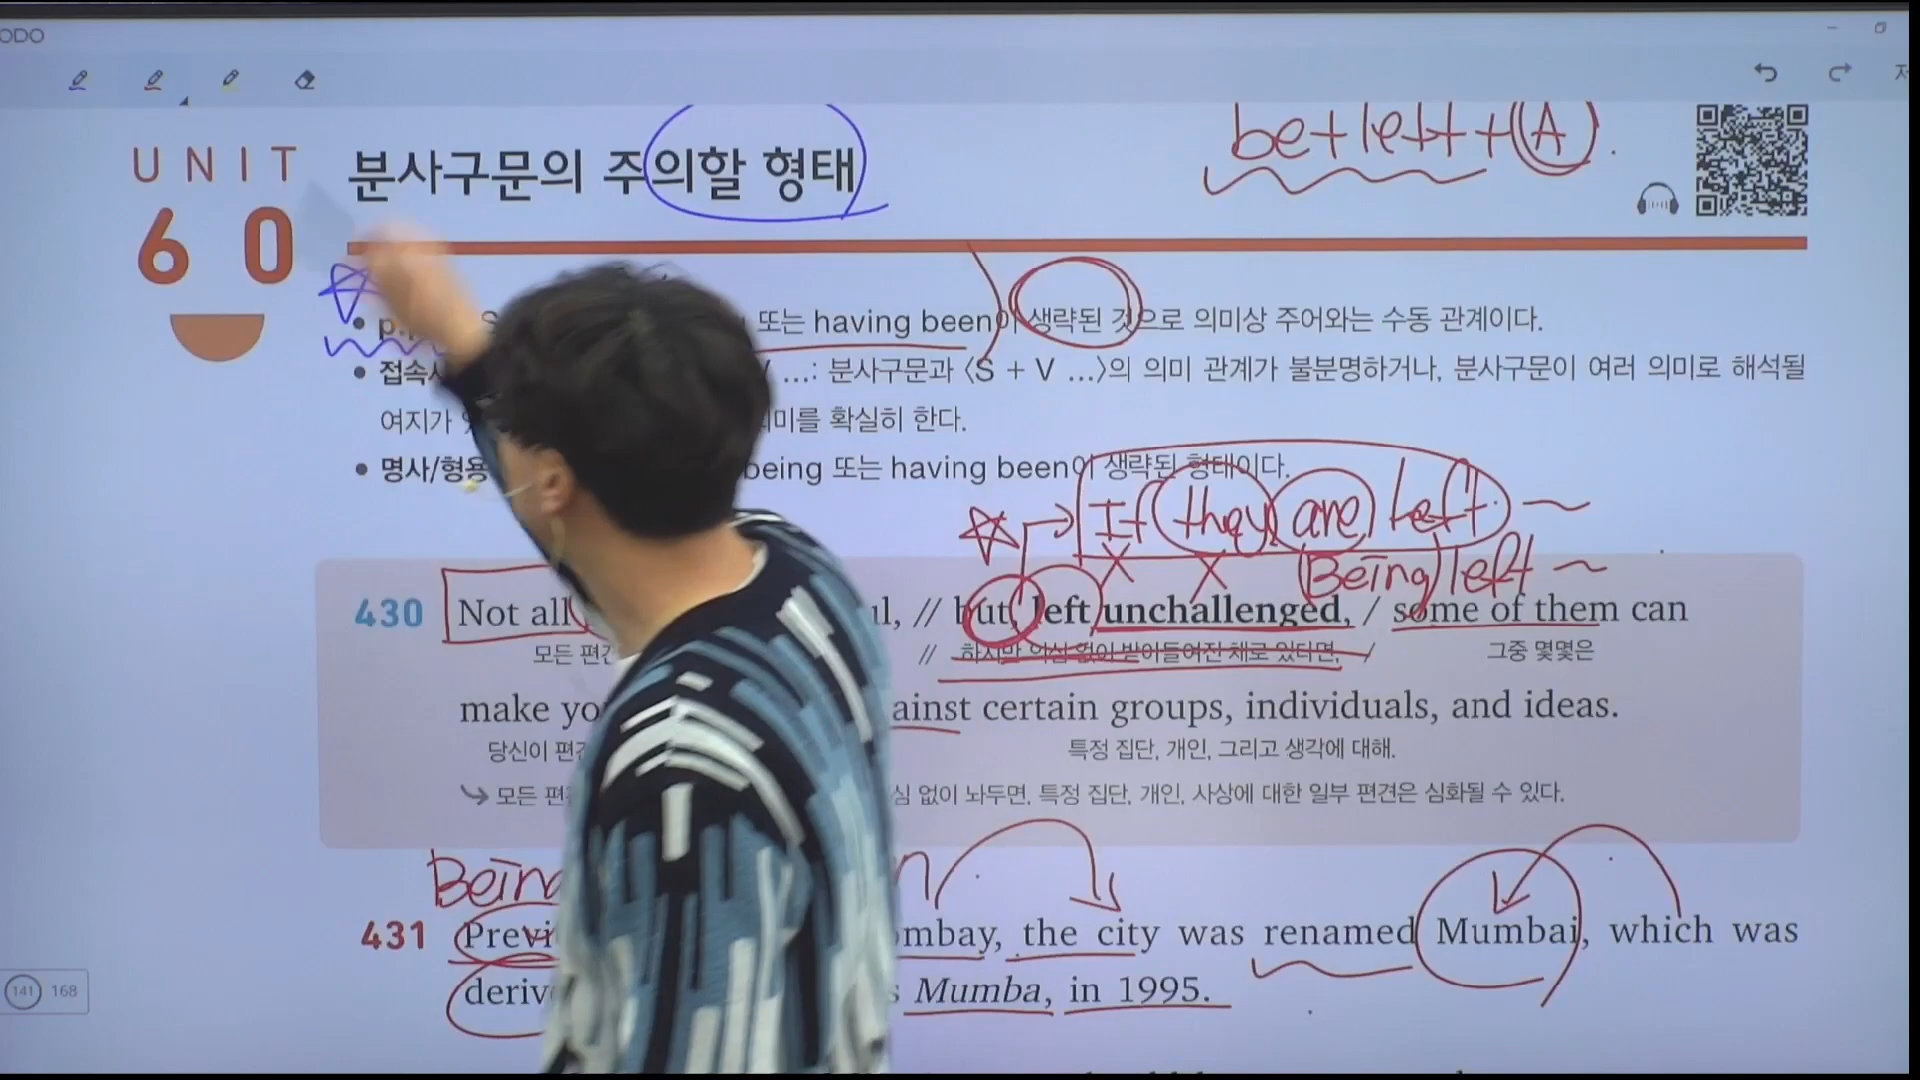 ODO
be+left+(A).
UNIT
60
분사구문의 주의할 형태
또는 having been이 생략된 것으로 의미상 주어와는 수동 관계이다.
• 접속사 V ...: 분사구문과 〈S + V ...〉의 의미 관계가 불분명하거나, 분사구문이 여러 의미로 해석될
여지가 의미를 확실히 한다.
• 명사/형용 being 또는 having been이 생략된 형태이다.
If they are left ~
Being left ~
430 Not all // but, left unchallenged, / some of them can
모든 편견 // 하지만 의심 없이 받아들여진 채로 있다면, / 그중 몇몇은
make yo ainst certain groups, individuals, and ideas.
당신이 편견 특정 집단, 개인, 그리고 생각에 대해.
↪ 모든 편견 심 없이 놔두면, 특정 집단, 개인, 사상에 대한 일부 편견은 심화될 수 있다.
Being n
431 Previ ombay, the city was renamed Mumbai, which was
deriv s Mumba, in 1995.
141 168